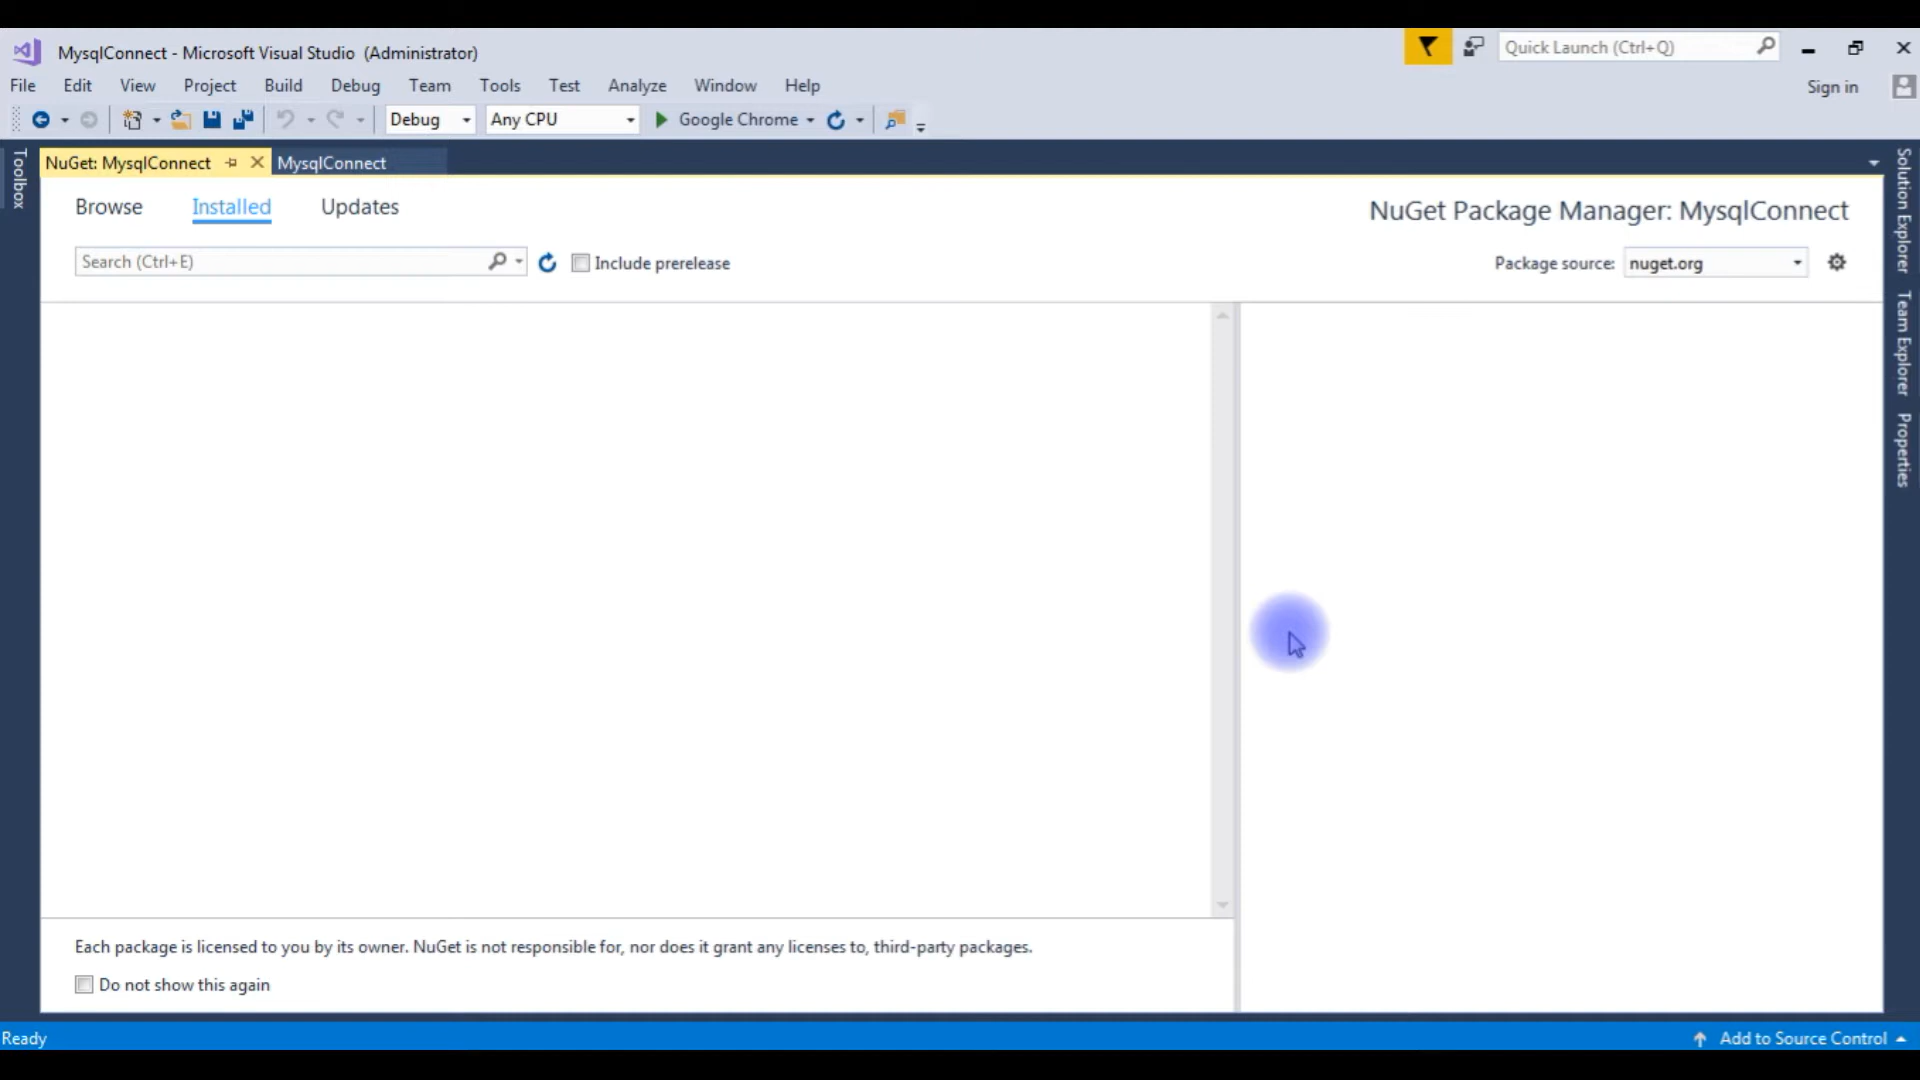 MysqlConnect - Microsoft Visual Studio (Administrator)
Quick Launch (Ctrl+Q)
File Edit View Project Build Debug Team Tools Test Analyze Window Help
Sign in
Debug Any CPU Google Chrome
Toolbox
NuGet: MysqlConnect MysqlConnect
Browse Installed Updates
NuGet Package Manager: MysqlConnect
Search (Ctrl+E) Include prerelease
Package source: nuget.org
Solution Explorer
Team Explorer
Properties
Each package is licensed to you by its owner. NuGet is not responsible for, nor does it grant any licenses to, third-party packages.
Do not show this again
Ready
Add to Source Control